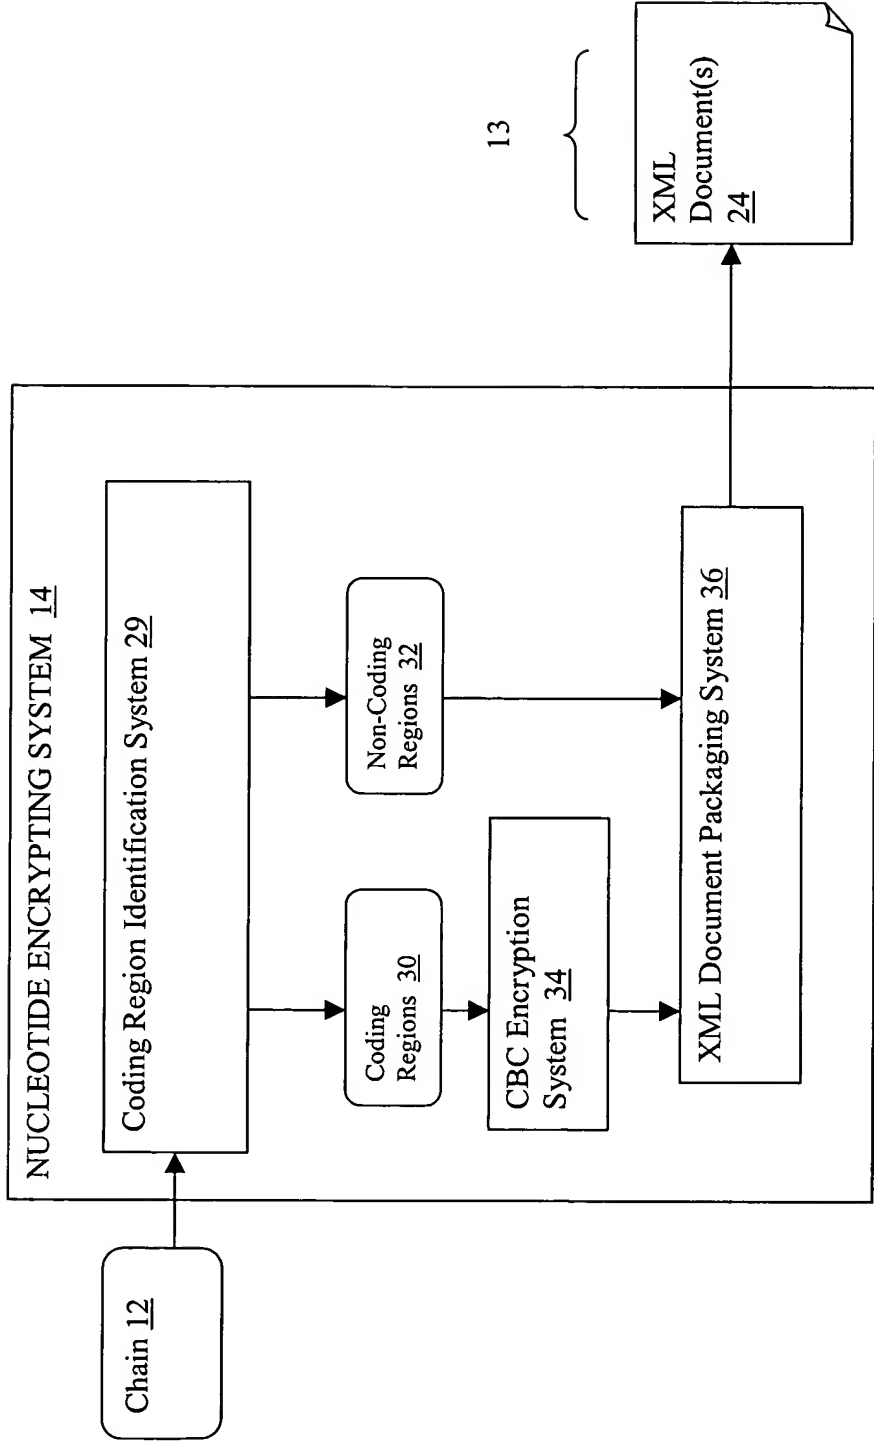 NUCLEOTIDE ENCRYPTING SYSTEM 14
Chain 12
Coding Region Identification System 29
Coding
Regions 30
Non-Coding
Regions 32
CBC Encryption
System 34
XML Document Packaging System 36
13
XML
Document(s)
24